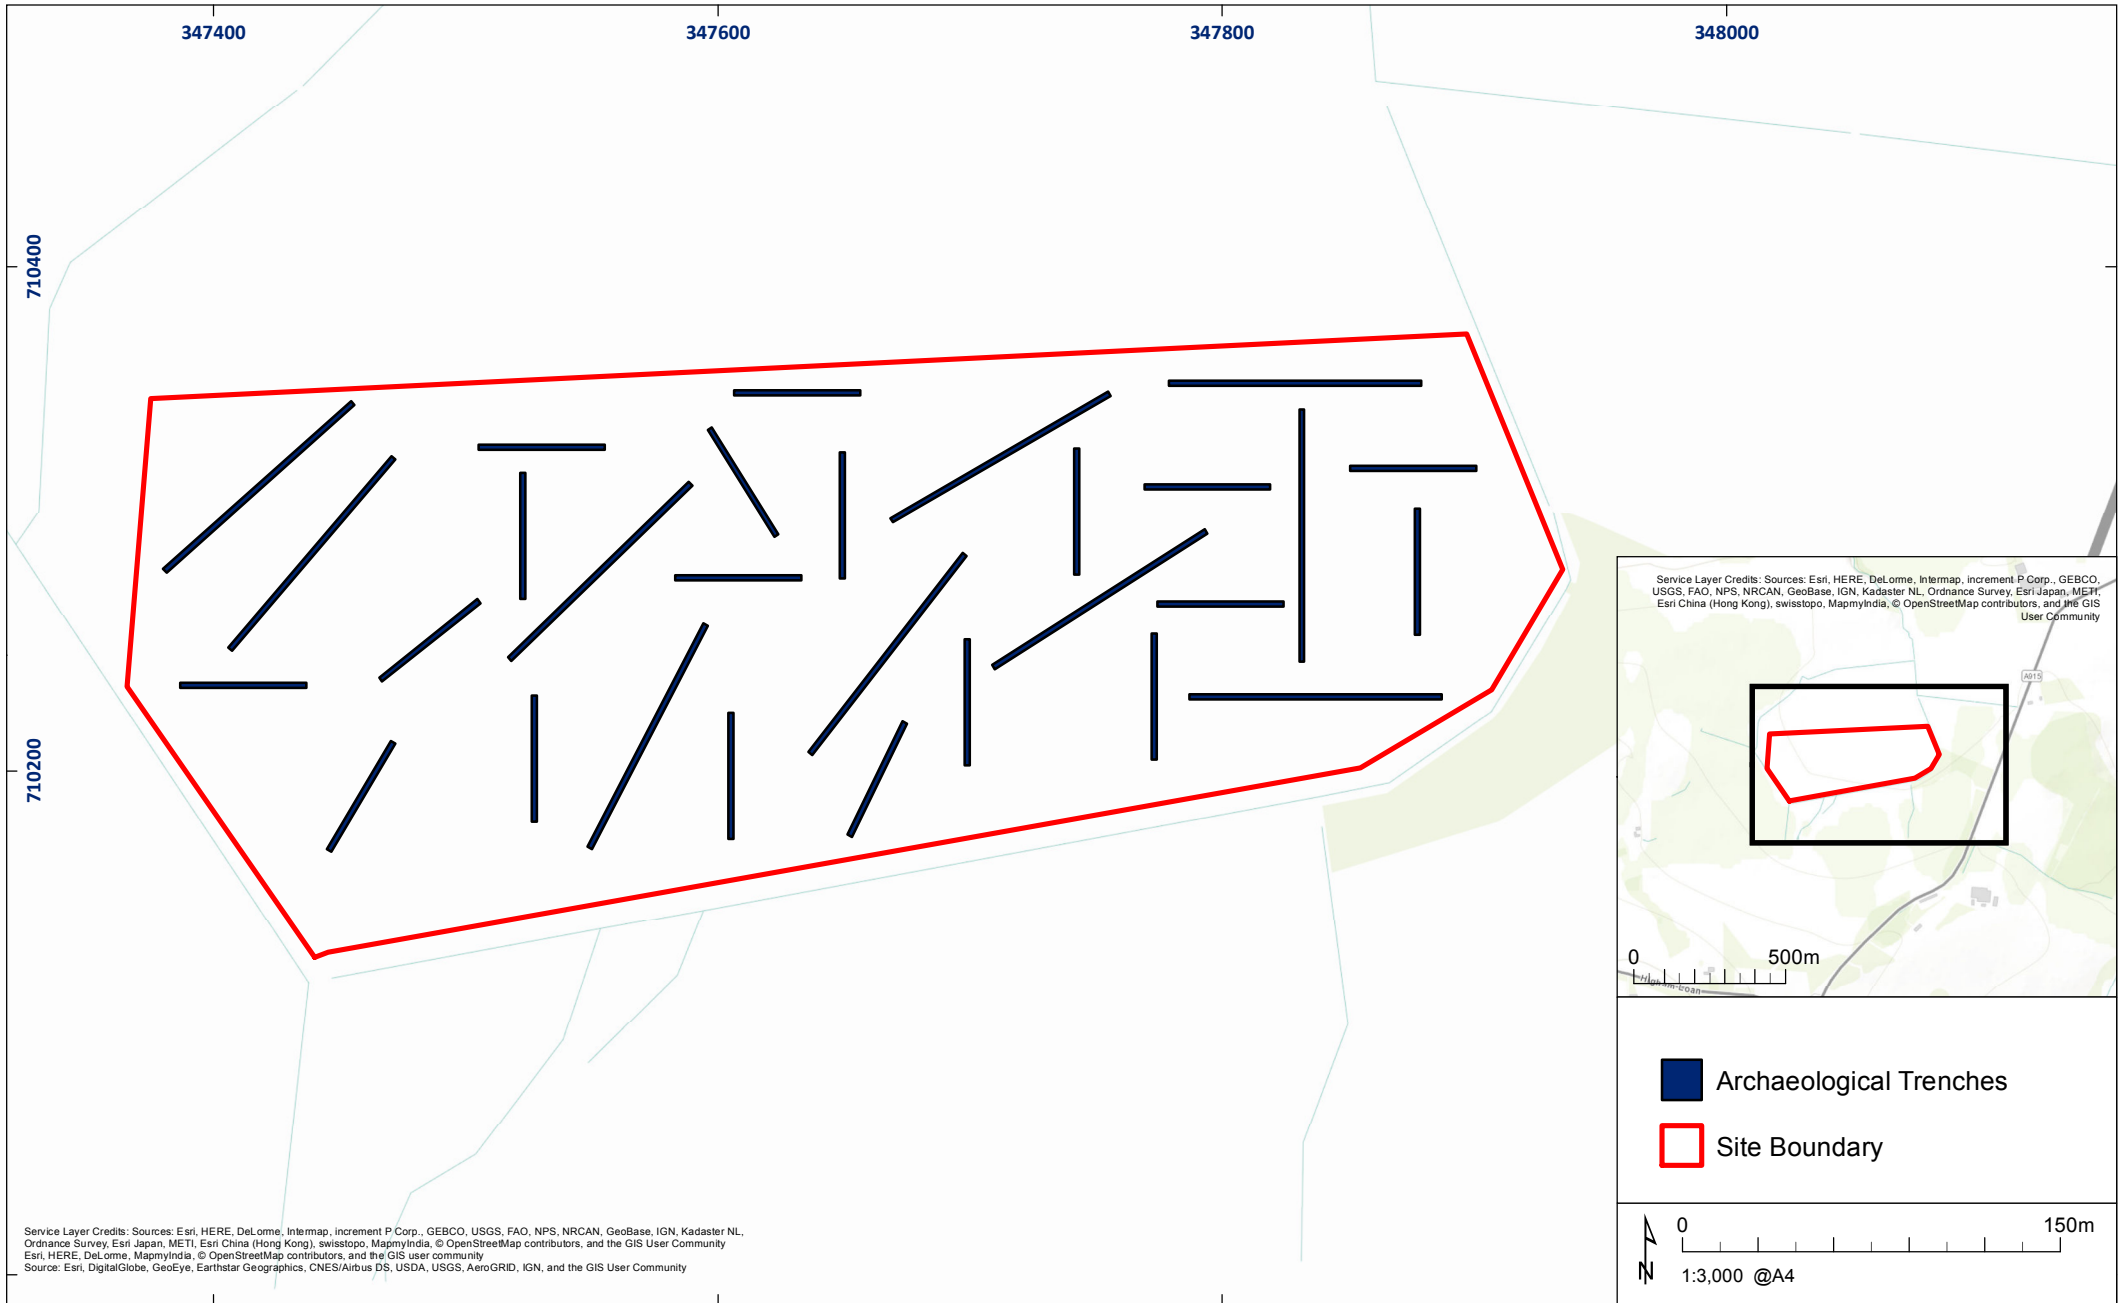 347400
347600
347800
348000
710400
710200
Service Layer Credits: Sources: Esri, HERE, DeLorme, Intermap, increment P Corp., GEBCO,
USGS, FAO, NPS, NRCAN, GeoBase, IGN, Kadaster NL, Ordnance Survey, Esri Japan, METI,
Esri China (Hong Kong), swisstopo, MapmyIndia, © OpenStreetMap contributors, and the GIS
User Community
A915
0
500m
Higham Loan
Archaeological Trenches
Site Boundary
0
150m
N
1:3,000 @A4
Service Layer Credits: Sources: Esri, HERE, DeLorme, Intermap, increment P Corp., GEBCO, USGS, FAO, NPS, NRCAN, GeoBase, IGN, Kadaster NL,
Ordnance Survey, Esri Japan, METI, Esri China (Hong Kong), swisstopo, MapmyIndia, © OpenStreetMap contributors, and the GIS User Community
Esri, HERE, DeLorme, MapmyIndia, © OpenStreetMap contributors, and the GIS user community
Source: Esri, DigitalGlobe, GeoEye, Earthstar Geographics, CNES/Airbus DS, USDA, USGS, AeroGRID, IGN, and the GIS User Community